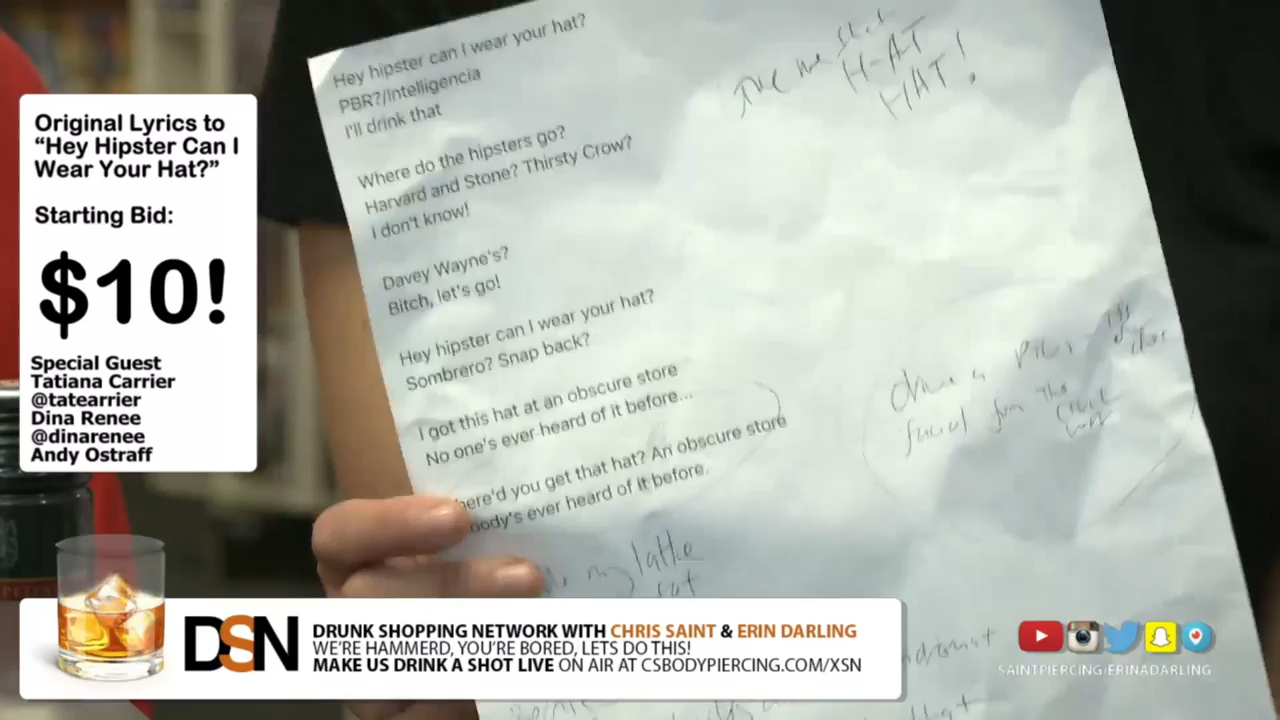 Original Lyrics to
“Hey Hipster Can I
Wear Your Hat?”
Starting Bid:
$10!
Special Guest
Tatiana Carrier
@tatearrier
Dina Renee
@dinarenee
Andy Ostraff
Hey hipster can I wear your hat?
PBR?/Intelligencia
I'll drink that
Where do the hipsters go?
Harvard and Stone? Thirsty Crow?
I don't know!
Davey Wayne's?
Bitch, let's go!
Hey hipster can I wear your hat?
Sombrero? Snap back?
I got this hat at an obscure store
No one's ever heard of it before...
here'd you get that hat? An obscure store
body's ever heard of it before.
H-AT
HAT!
my latte
DSN
DRUNK SHOPPING NETWORK WITH CHRIS SAINT & ERIN DARLING
WE'RE HAMMERD, YOU'RE BORED, LETS DO THIS!
MAKE US DRINK A SHOT LIVE ON AIR AT CSBODYPIERCING.COM/XSN
SAINTPIERCING/ERINADARLING